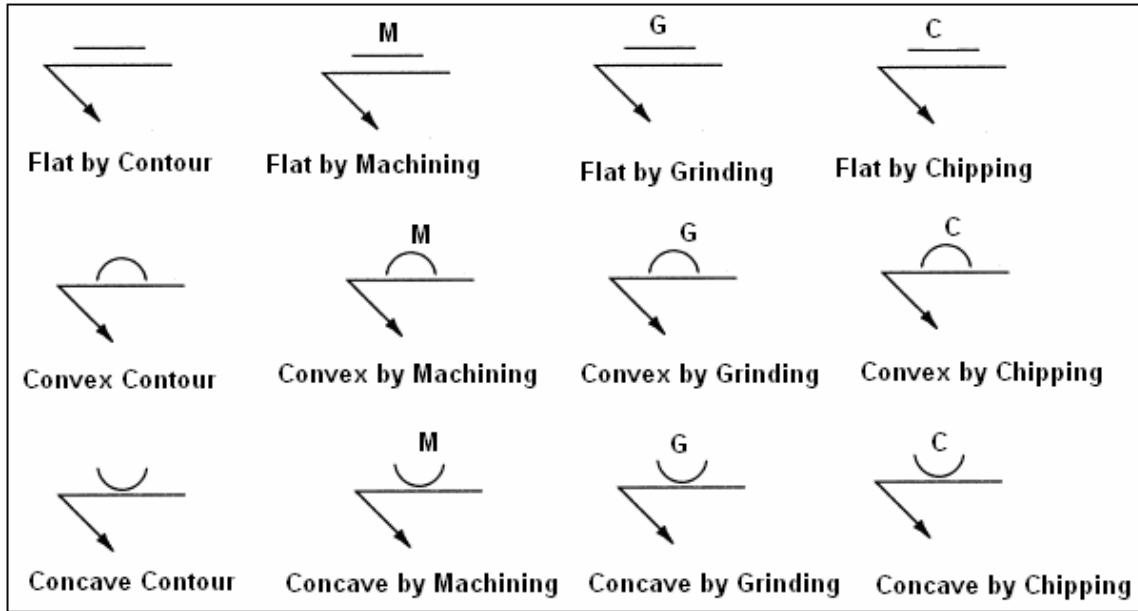 M
G
C
Flat by Contour
Flat by Machining
Flat by Grinding
Flat by Chipping
M
G
C
Convex Contour
Convex by Machining
Convex by Grinding
Convex by Chipping
M
G
C
Concave Contour
Concave by Machining
Concave by Grinding
Concave by Chipping